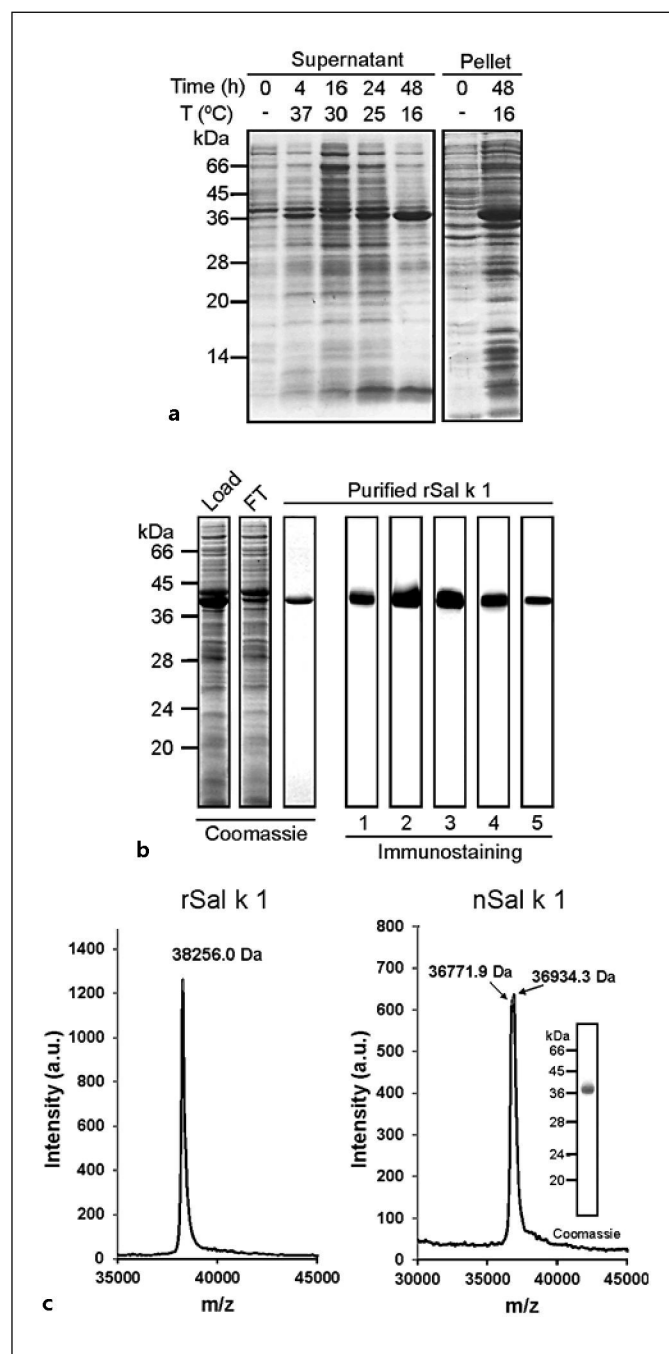 Supernatant Pellet
Time (h) 0 4 16 24 48 0 48
T (ºC) - 37 30 25 16 - 16
kDa
66
45
36
28
20
14
a
Load FT Purified rSal k 1
kDa
66
45
36
28
24
20
1 2 3 4 5
Coomassie Immunostaining
b
rSal k 1
38256.0 Da
Intensity (a.u.)
1400
1200
1000
800
600
400
200
0
35000 40000 45000
m/z
nSal k 1
36771.9 Da 36934.3 Da
Intensity (a.u.)
800
700
600
500
400
300
200
100
0
kDa
66
45
36
28
24
20
Coomassie
30000 35000 40000 45000
m/z
c